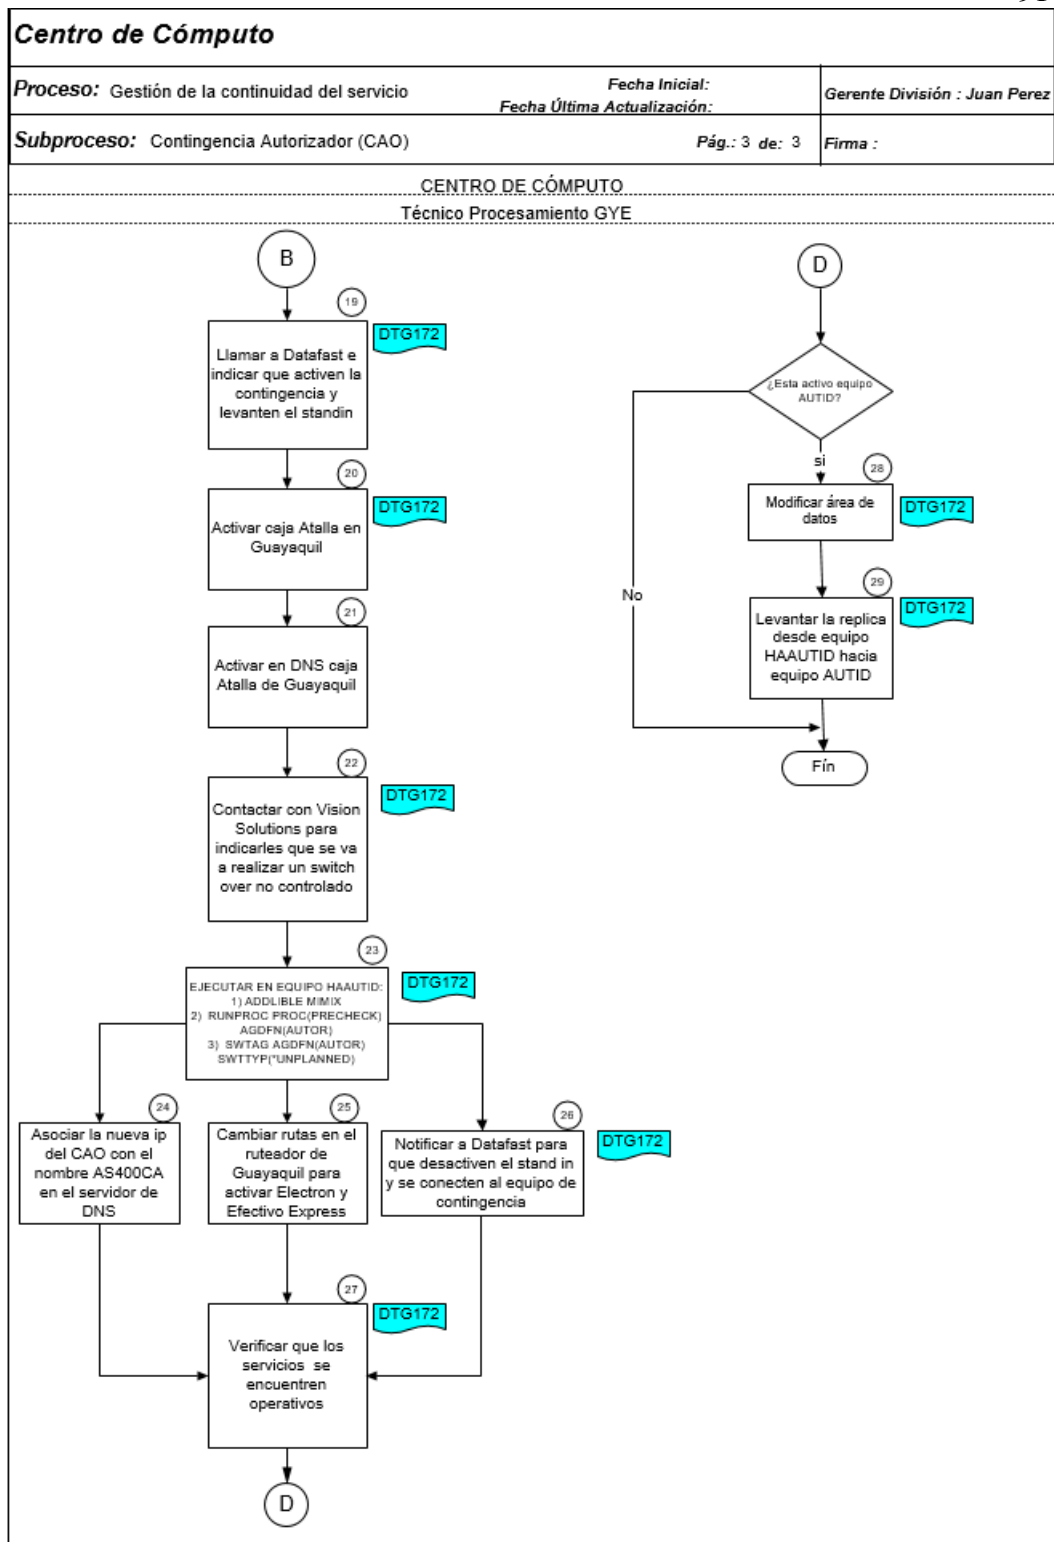 Centro de Cómputo
Proceso: Gestión de la continuidad del servicio
Fecha Inicial:
Fecha Última Actualización:
Gerente División : Juan Perez
Subproceso: Contingencia Autorizador (CAO)
Pág.: 3 de: 3
Firma :
CENTRO DE CÓMPUTO
Técnico Procesamiento GYE
B
19
DTG172
Llamar a Datafast e
indicar que activen la
contingencia y
levanten el standin
20
DTG172
Activar caja Atalla en
Guayaquil
21
Activar en DNS caja
Atalla de Guayaquil
22
DTG172
Contactar con Vision
Solutions para
indicarles que se va
a realizar un switch
over no controlado
23
DTG172
EJECUTAR EN EQUIPO HAAUTID:
1) ADDLIBLE MIMIX
2) RUNPROC PROC(PRECHECK)
AGDFN(AUTOR)
3) SWTAG AGDFN(AUTOR)
SWTTYP(*UNPLANNED)
24
Asociar la nueva ip
del CAO con el
nombre AS400CA
en el servidor de
DNS
25
Cambiar rutas en el
ruteador de
Guayaquil para
activar Electron y
Efectivo Express
26
DTG172
Notificar a Datafast para
que desactiven el stand in
y se conecten al equipo de
contingencia
27
DTG172
Verificar que los
servicios se
encuentren
operativos
D
D
¿Esta activo equipo
AUTID?
si
No
28
DTG172
Modificar área de
datos
29
DTG172
Levantar la replica
desde equipo
HAAUTID hacia
equipo AUTID
Fín